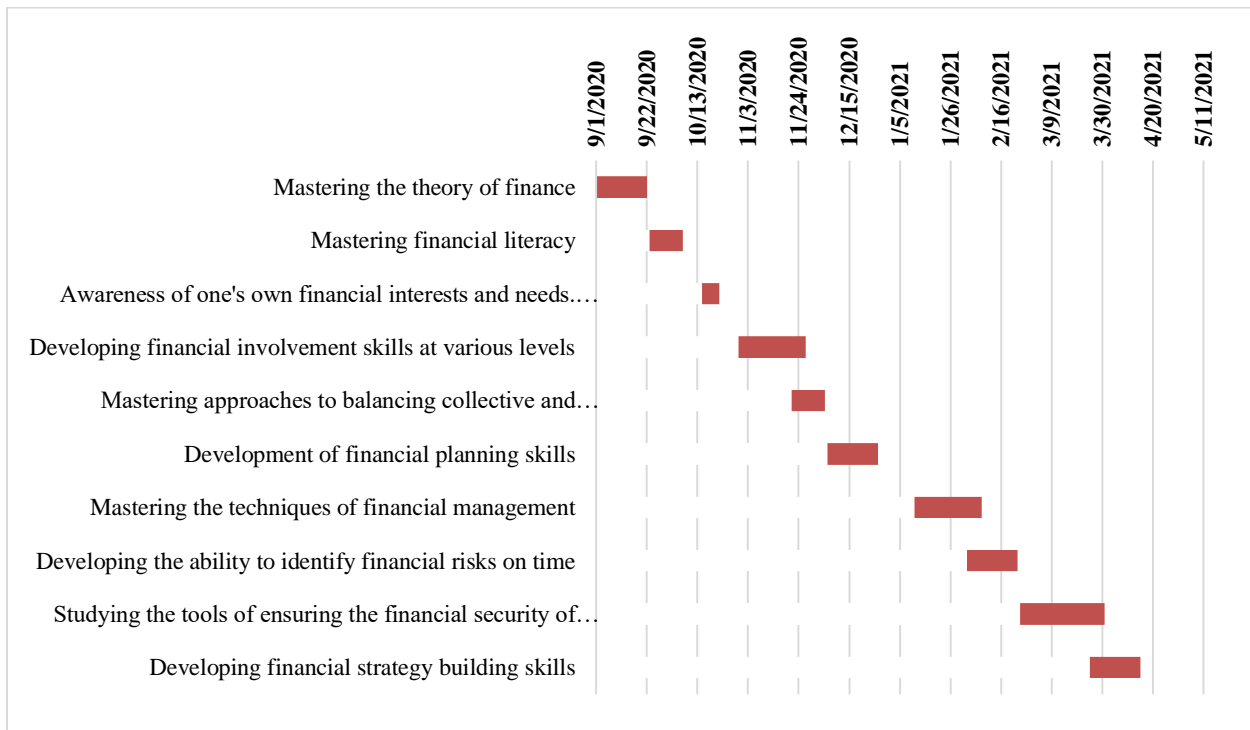 9/1/2020
9/22/2020
10/13/2020
11/3/2020
11/24/2020
12/15/2020
1/5/2021
1/26/2021
2/16/2021
3/9/2021
3/30/2021
4/20/2021
5/11/2021
Mastering the theory of finance
Mastering financial literacy
Awareness of one's own financial interests and needs.…
Developing financial involvement skills at various levels
Mastering approaches to balancing collective and…
Development of financial planning skills
Mastering the techniques of financial management
Developing the ability to identify financial risks on time
Studying the tools of ensuring the financial security of…
Developing financial strategy building skills